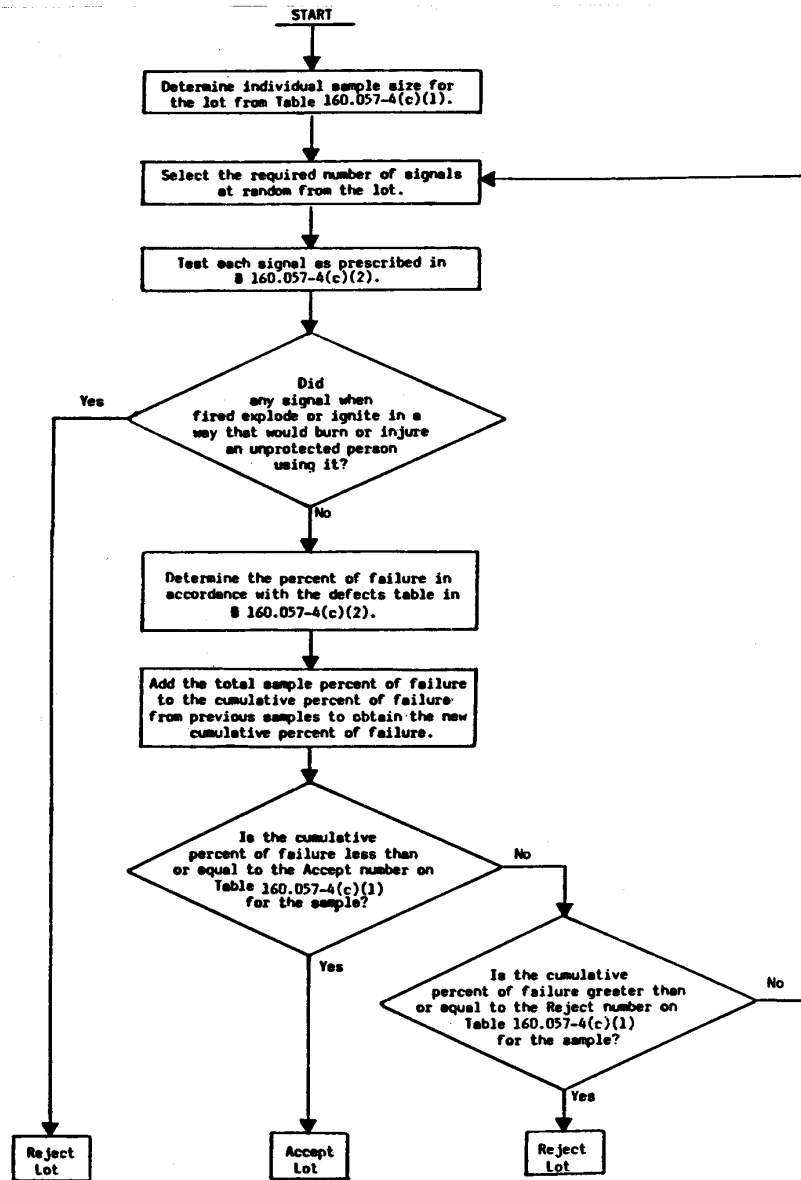 START
Determine individual sample size for
the lot from Table 160.057-4(c)(1).
Select the required number of signals
at random from the lot.
Test each signal as prescribed in
§ 160.057-4(c)(2).
Did
any signal when
fired explode or ignite in a
way that would burn or injure
an unprotected person
using it?
Yes
No
Determine the percent of failure in
accordance with the defects table in
§ 160.057-4(c)(2).
Add the total sample percent of failure
to the cumulative percent of failure
from previous samples to obtain the new
cumulative percent of failure.
Is the cumulative
percent of failure less than
or equal to the Accept number on
Table 160.057-4(c)(1)
for the sample?
No
Yes
Is the cumulative
percent of failure greater than
or equal to the Reject number on
Table 160.057-4(c)(1)
for the sample?
No
Yes
Reject
Lot
Accept
Lot
Reject
Lot